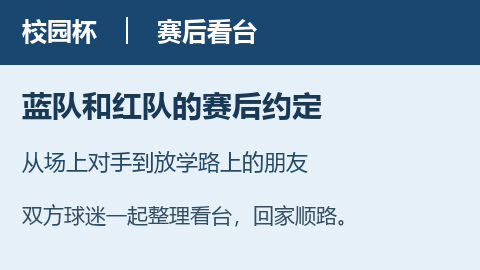 校园杯 | 赛后看台
蓝队和红队的赛后约定
从场上对手到放学路上的朋友
双方球迷一起整理看台，回家顺路。